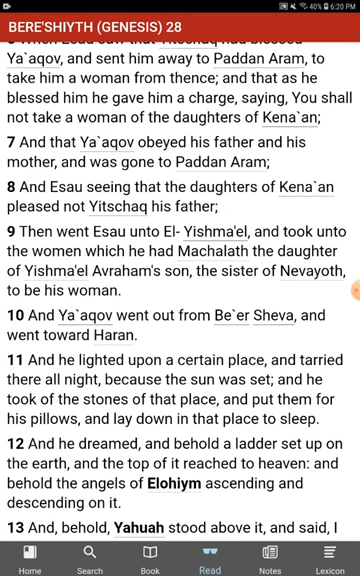 40% 6:20 PM
BERE'SHIYTH (GENESIS) 28
Ya`aqov, and sent him away to Paddan Aram, to
take him a woman from thence; and that as he
blessed him he gave him a charge, saying, You shall
not take a woman of the daughters of Kena`an;
7 And that Ya`aqov obeyed his father and his
mother, and was gone to Paddan Aram;
8 And Esau seeing that the daughters of Kena`an
pleased not Yitschaq his father;
9 Then went Esau unto El- Yishma'el, and took unto
the women which he had Machalath the daughter
of Yishma'el Avraham's son, the sister of Nevayoth,
to be his woman.
10 And Ya`aqov went out from Be'er Sheva, and
went toward Haran.
11 And he lighted upon a certain place, and tarried
there all night, because the sun was set; and he
took of the stones of that place, and put them for
his pillows, and lay down in that place to sleep.
12 And he dreamed, and behold a ladder set up on
the earth, and the top of it reached to heaven: and
behold the angels of Elohiym ascending and
descending on it.
13 And, behold, Yahuah stood above it, and said, I
Home Search Book Read Notes Lexicon